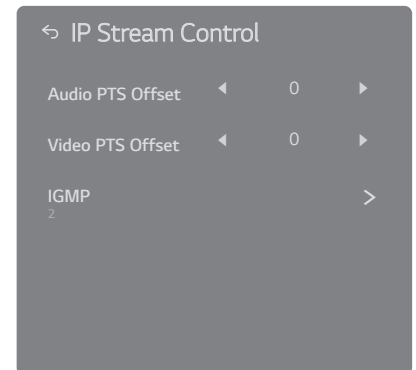 IP Stream Control
Audio PTS Offset 0
Video PTS Offset 0
IGMP
2